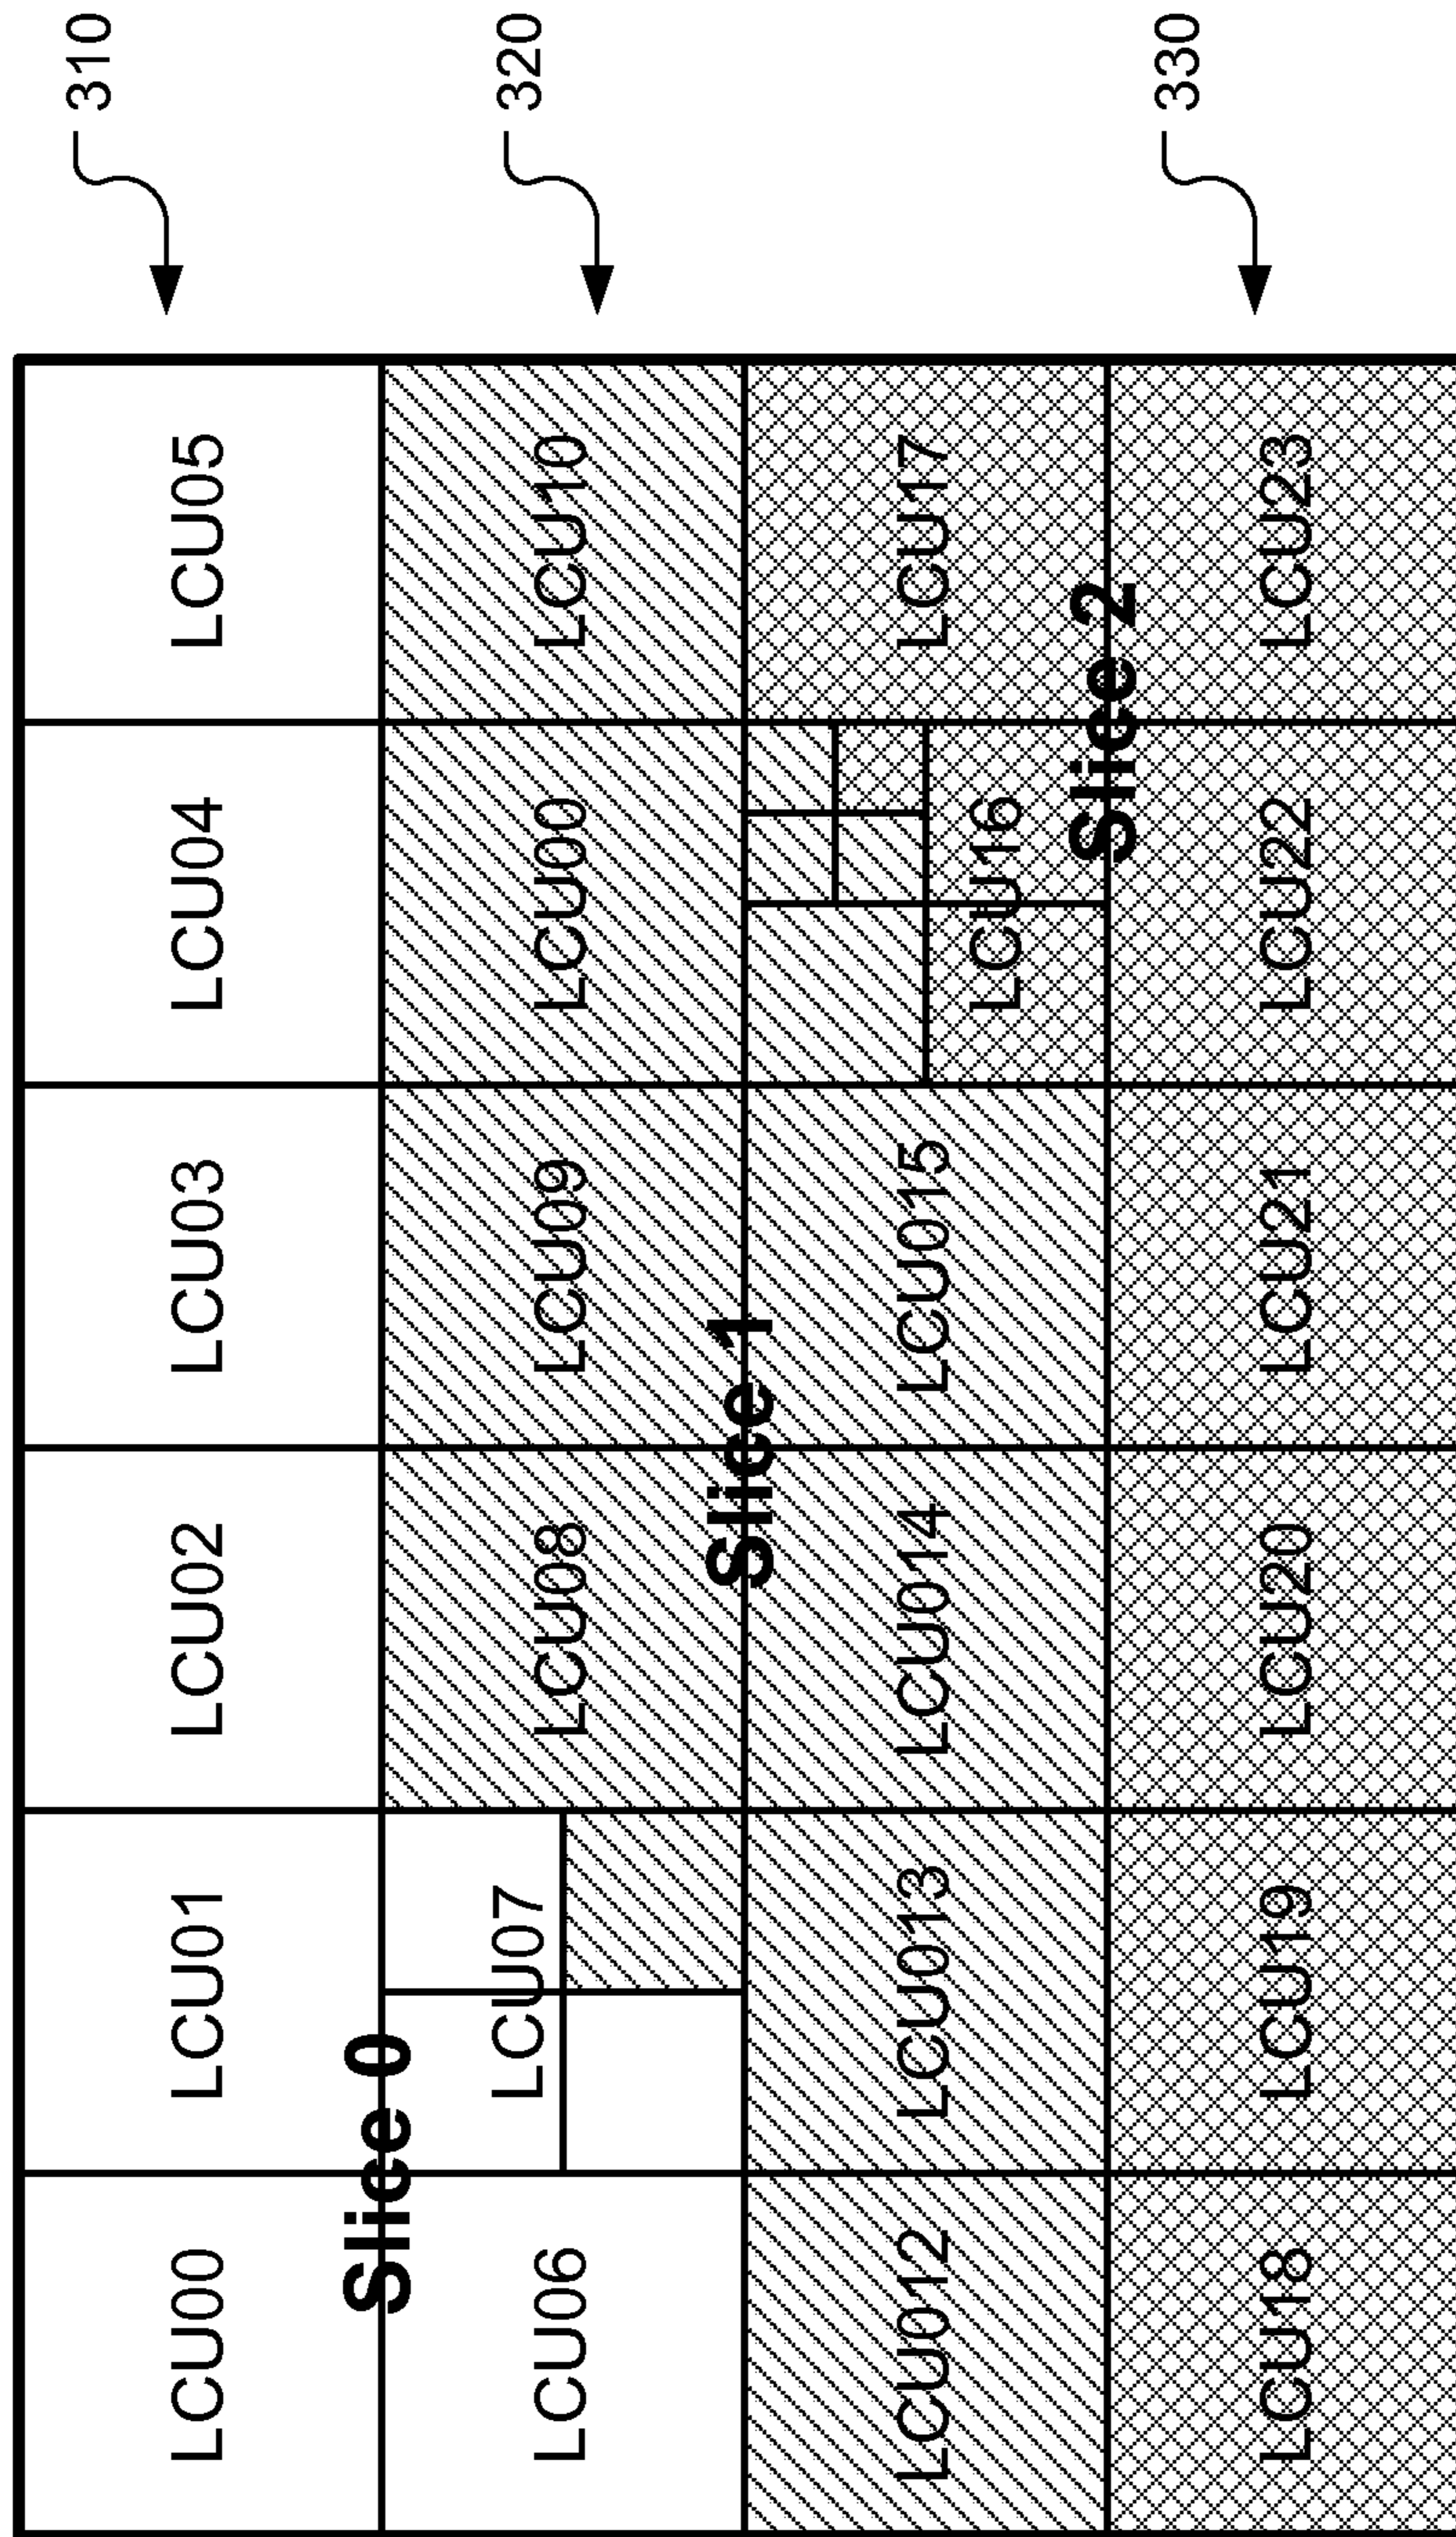 310
320
330
LCU00
LCU01
LCU02
LCU03
LCU04
LCU05
Slice 0
LCU06
LCU07
LCU08
LCU09
LCU00
LCU10
Slice 1
LCU012
LCU013
LCU014
LCU015
LCU16
LCU17
Slice 2
LCU18
LCU19
LCU20
LCU21
LCU22
LCU23